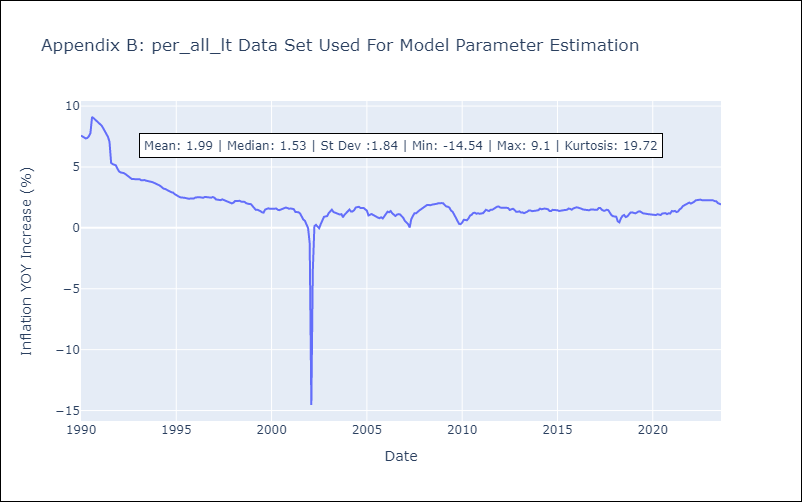 Appendix B: per_all_lt Data Set Used For Model Parameter Estimation
10
Mean: 1.99 | Median: 1.53 | St Dev :1.84 | Min: -14.54 | Max: 9.1 | Kurtosis: 19.72
5
0
−5
−10
−15
Inflation YOY Increase (%)
1990 1995 2000 2005 2010 2015 2020
Date